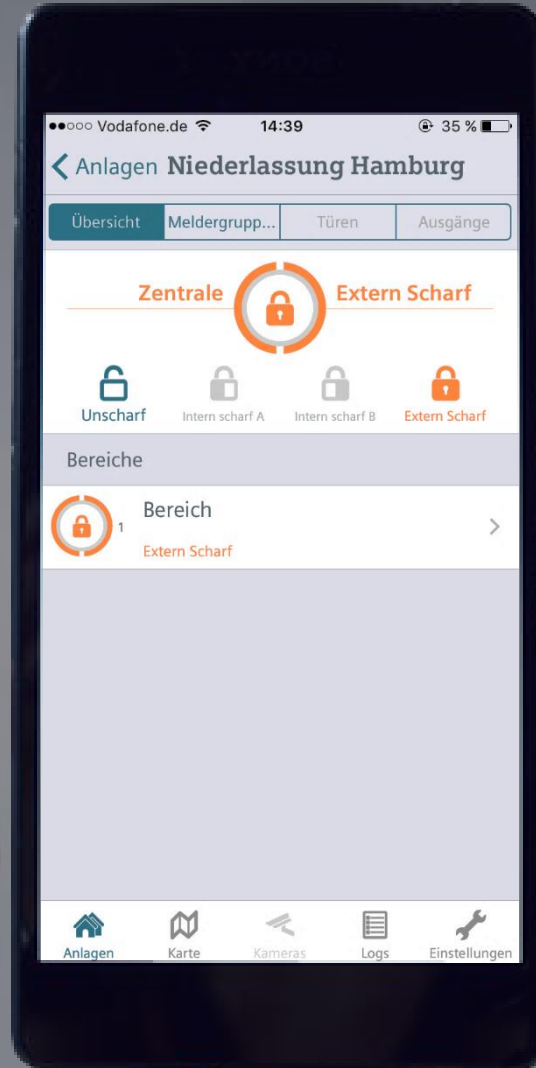 Vodafone.de 14:39 35 %
Anlagen Niederlassung Hamburg
Übersicht Meldergrupp... Türen Ausgänge
Zentrale Extern Scharf
Unscharf Intern scharf A Intern scharf B Extern Scharf
Bereiche
1 Bereich
Extern Scharf
Anlagen Karte Kameras Logs Einstellungen